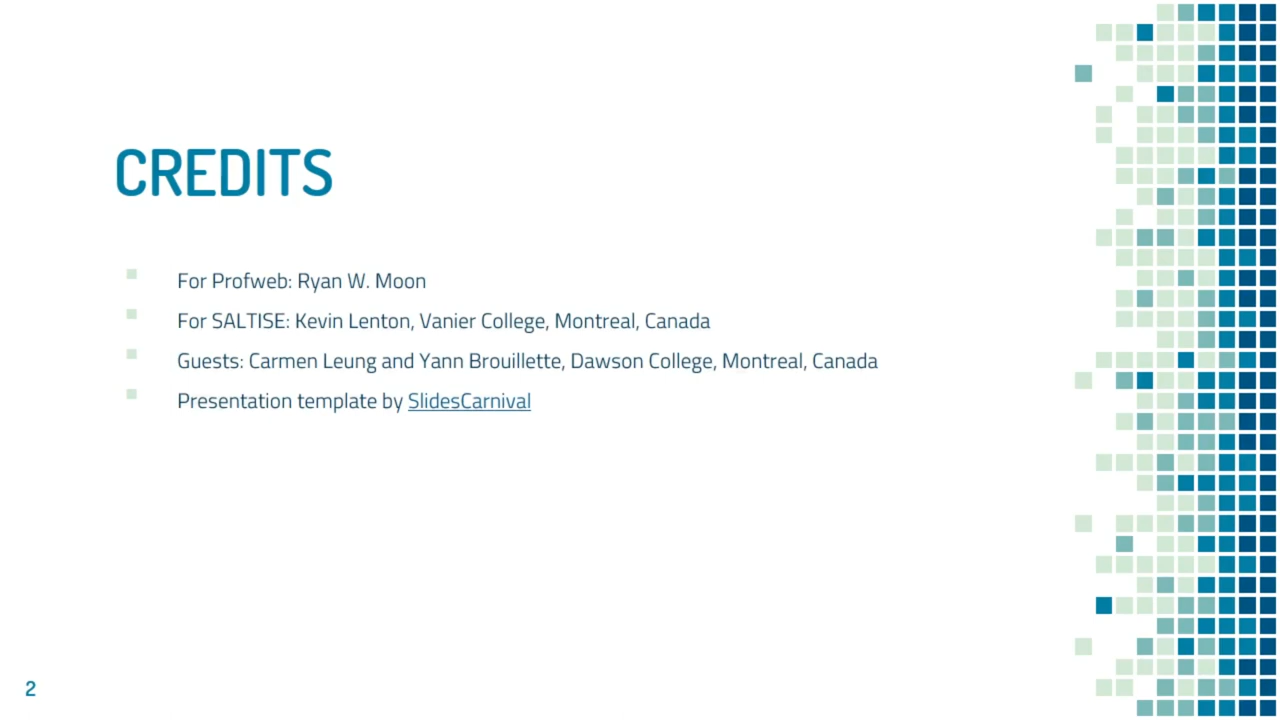 CREDITS
For Profweb: Ryan W. Moon
For SALTISE: Kevin Lenton, Vanier College, Montreal, Canada
Guests: Carmen Leung and Yann Brouillette, Dawson College, Montreal, Canada
Presentation template by SlidesCarnival
2